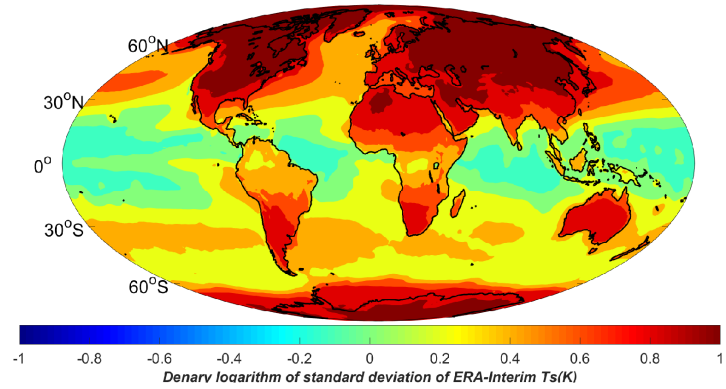 60°N
30°N
0°
30°S
60°S
-1 -0.8 -0.6 -0.4 -0.2 0 0.2 0.4 0.6 0.8 1
Denary logarithm of standard deviation of ERA-Interim Ts(K)